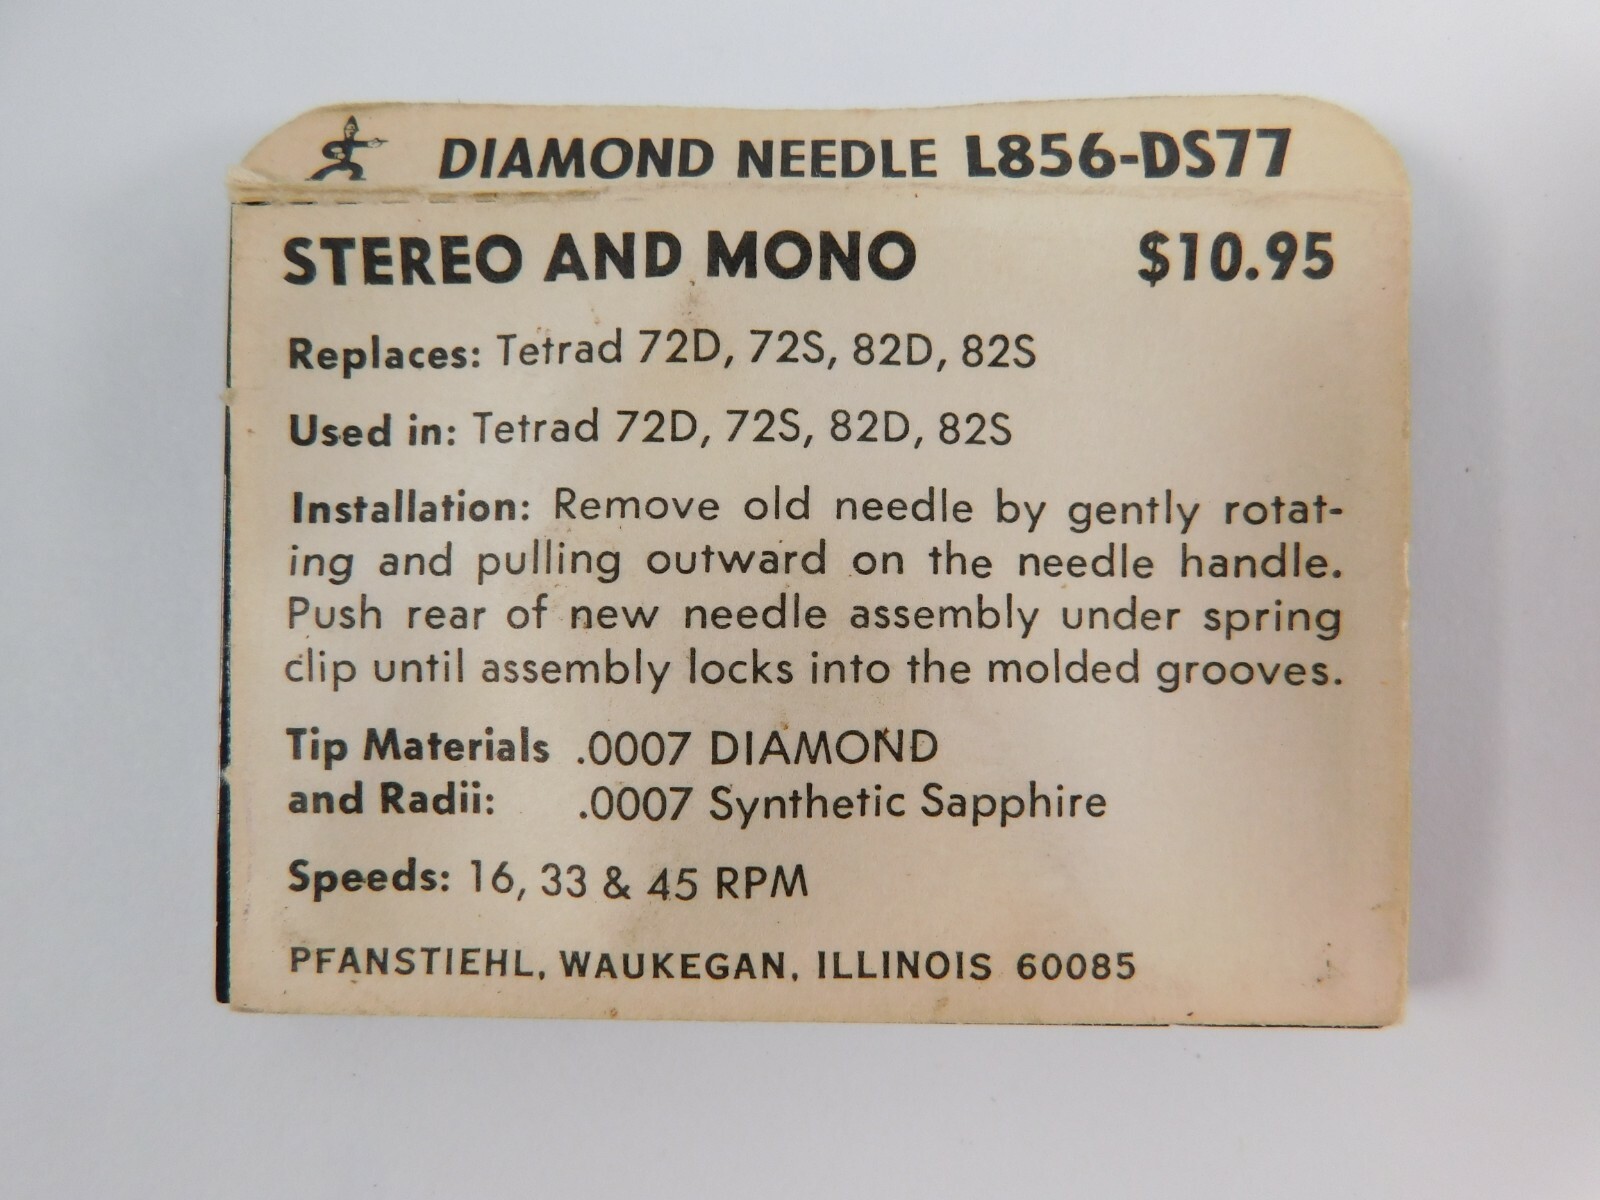 DIAMOND NEEDLE L856-DS77
STEREO AND MONO $10.95
Replaces: Tetrad 72D, 72S, 82D, 82S
Used in: Tetrad 72D, 72S, 82D, 82S
Installation: Remove old needle by gently rotat-
ing and pulling outward on the needle handle.
Push rear of new needle assembly under spring
clip until assembly locks into the molded grooves.
Tip Materials .0007 DIAMOND
and Radii: .0007 Synthetic Sapphire
Speeds: 16, 33 & 45 RPM
PFANSTIEHL, WAUKEGAN, ILLINOIS 60085